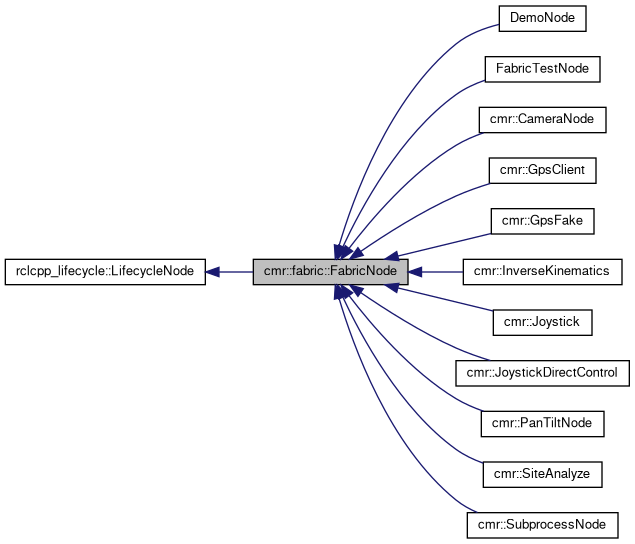 DemoNode
FabricTestNode
cmr::CameraNode
cmr::GpsClient
cmr::GpsFake
rclcpp_lifecycle::LifecycleNode
cmr::fabric::FabricNode
cmr::InverseKinematics
cmr::Joystick
cmr::JoystickDirectControl
cmr::PanTiltNode
cmr::SiteAnalyze
cmr::SubprocessNode